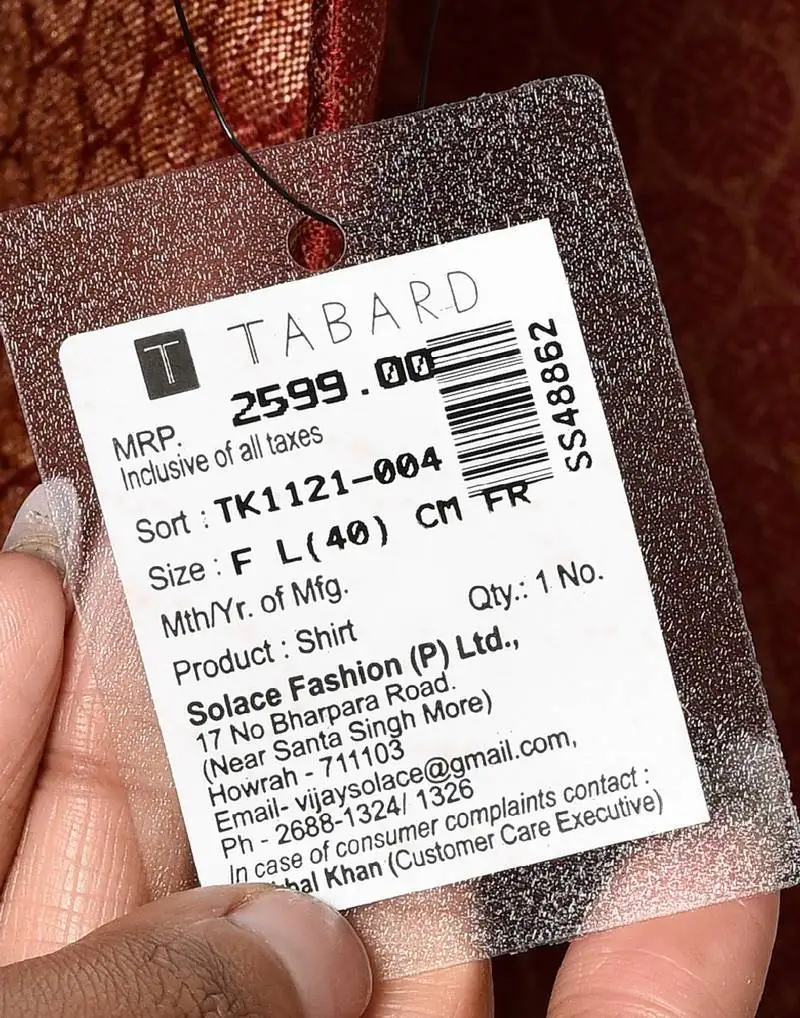 T TABARD
MRP. 2599.00
Inclusive of all taxes
SS48862
Sort : TK1121-004
Size : F L(40) CM FR
Mth/Yr. of Mfg.
Product : Shirt Qty.: 1 No.
Solace Fashion (P) Ltd.,
17 No Bharpara Road.
(Near Santa Singh More)
Howrah - 711103
Email- vijaysolace@gmail.com,
Ph - 2688-1324/ 1326
In case of consumer complaints contact :
Khan (Customer Care Executive)